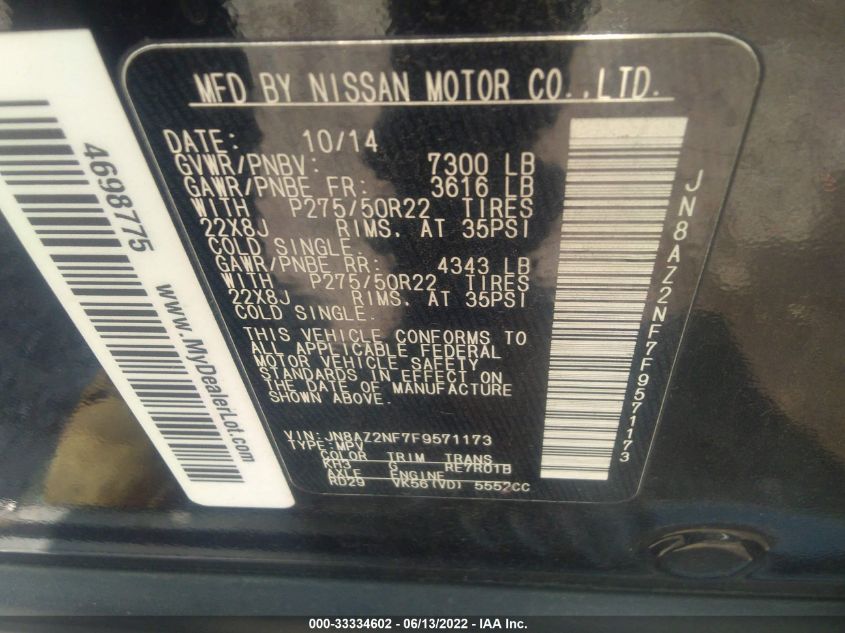 MFD BY NISSAN MOTOR CO.,LTD.
DATE: 10/14
GVWR/PNBV: 7300 LB
GAWR/PNBE FR: 3616 LB
WITH P275/50R22 TIRES
22X8J RIMS. AT 35PSI
COLD SINGLE.
GAWR/PNBE RR: 4343 LB
WITH P275/50R22 TIRES
22X8J RIMS. AT 35PSI
COLD SINGLE.
THIS VEHICLE CONFORMS TO
ALL APPLICABLE FEDERAL
MOTOR VEHICLE SAFETY
STANDARDS IN EFFECT ON
THE DATE OF MANUFACTURE
SHOWN ABOVE.
VIN:JN8AZ2NF7F9571173
TYPE:MPV
COLOR TRIM TRANS
KH3 G RE7R01B
AXLE ENGINE
RD29 VK56(VD) 5552CC
JN8AZ2NF7F9571173
4698775
www.MyDealerLot.com
000-33334602 - 06/13/2022 - IAA Inc.